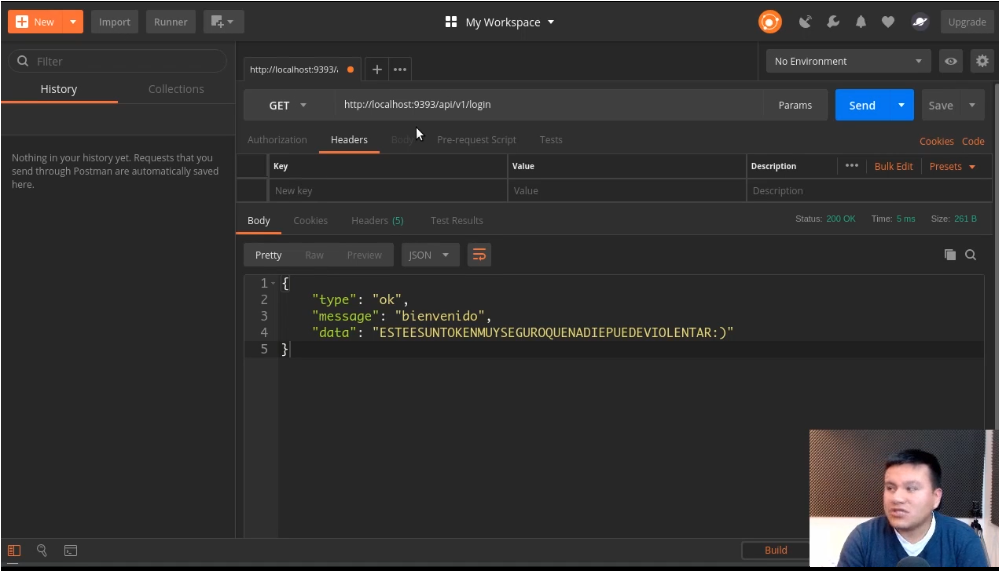 New
Import
Runner
My Workspace
Upgrade
Filter
History
Collections
Nothing in your history yet. Requests that you
send through Postman are automatically saved
here.
http://localhost:9393/
No Environment
GET
http://localhost:9393/api/v1/login
Params
Send
Save
Authorization
Headers
Body
Pre-request Script
Tests
Cookies
Code
Key
Value
Description
Bulk Edit
Presets
New key
Value
Description
Body
Cookies
Headers (5)
Test Results
Status: 200 OK
Time: 5 ms
Size: 261 B
Pretty
Raw
Preview
JSON
1 {
2 "type": "ok",
3 "message": "bienvenido",
4 "data": "ESTEESUNTOKENMUYSEGUROQUENADIEPUEDEVIOLENTAR:)"
5 }
Build